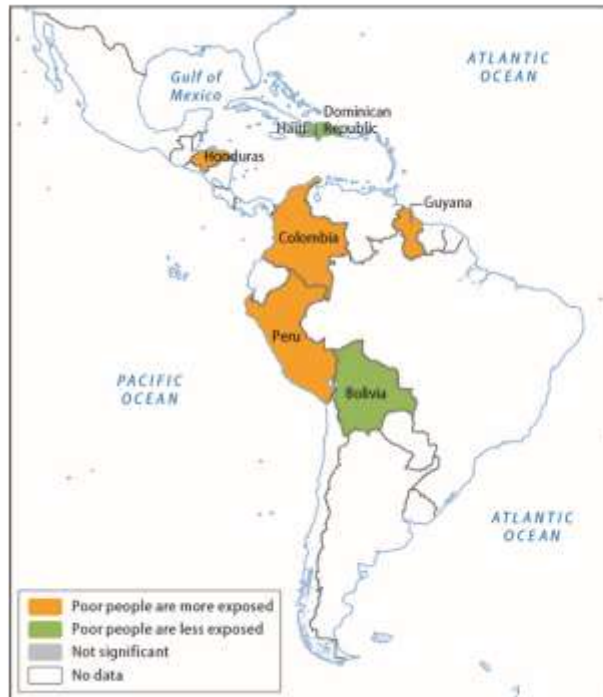 ATLANTIC
OCEAN
Gulf of
Mexico
Dominican
Haiti
Republic
Honduras
Guyana
Colombia
Peru
PACIFIC
OCEAN
Bolivia
ATLANTIC
OCEAN
Poor people are more exposed
Poor people are less exposed
Not significant
No data